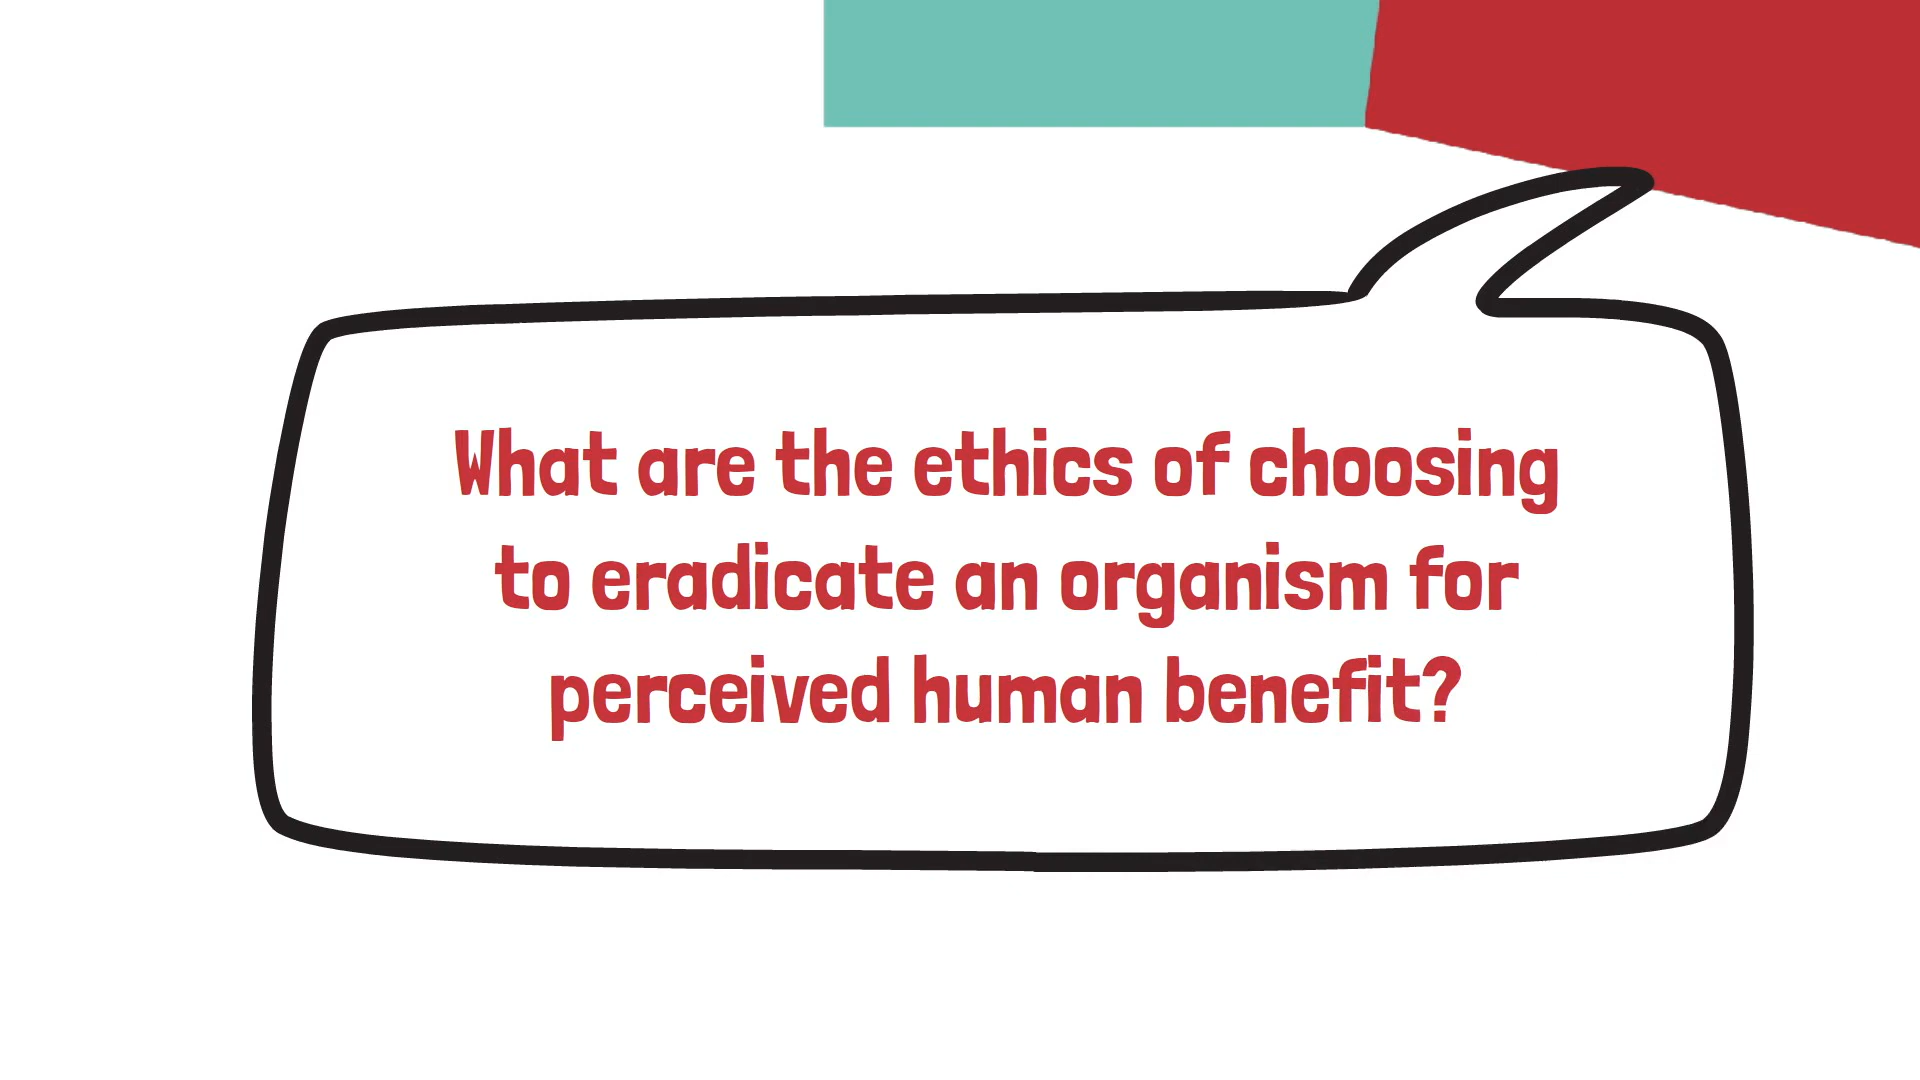 What are the ethics of choosing
to eradicate an organism for
perceived human benefit?